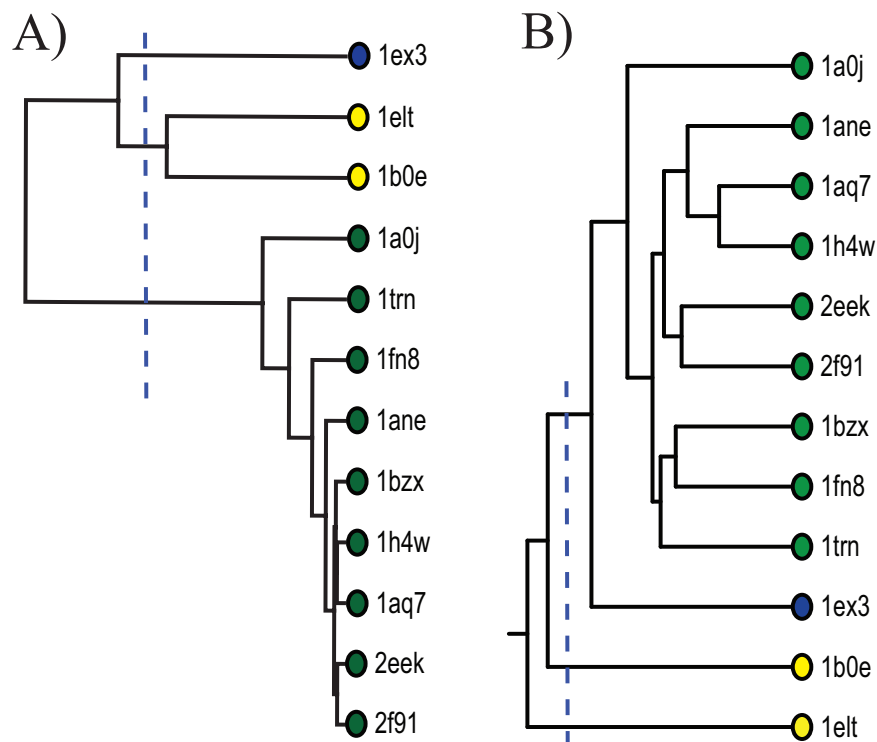 A)
1ex3
1elt
1b0e
1a0j
1trn
1fn8
1ane
1bzx
1h4w
1aq7
2eek
2f91
B)
1a0j
1ane
1aq7
1h4w
2eek
2f91
1bzx
1fn8
1trn
1ex3
1b0e
1elt